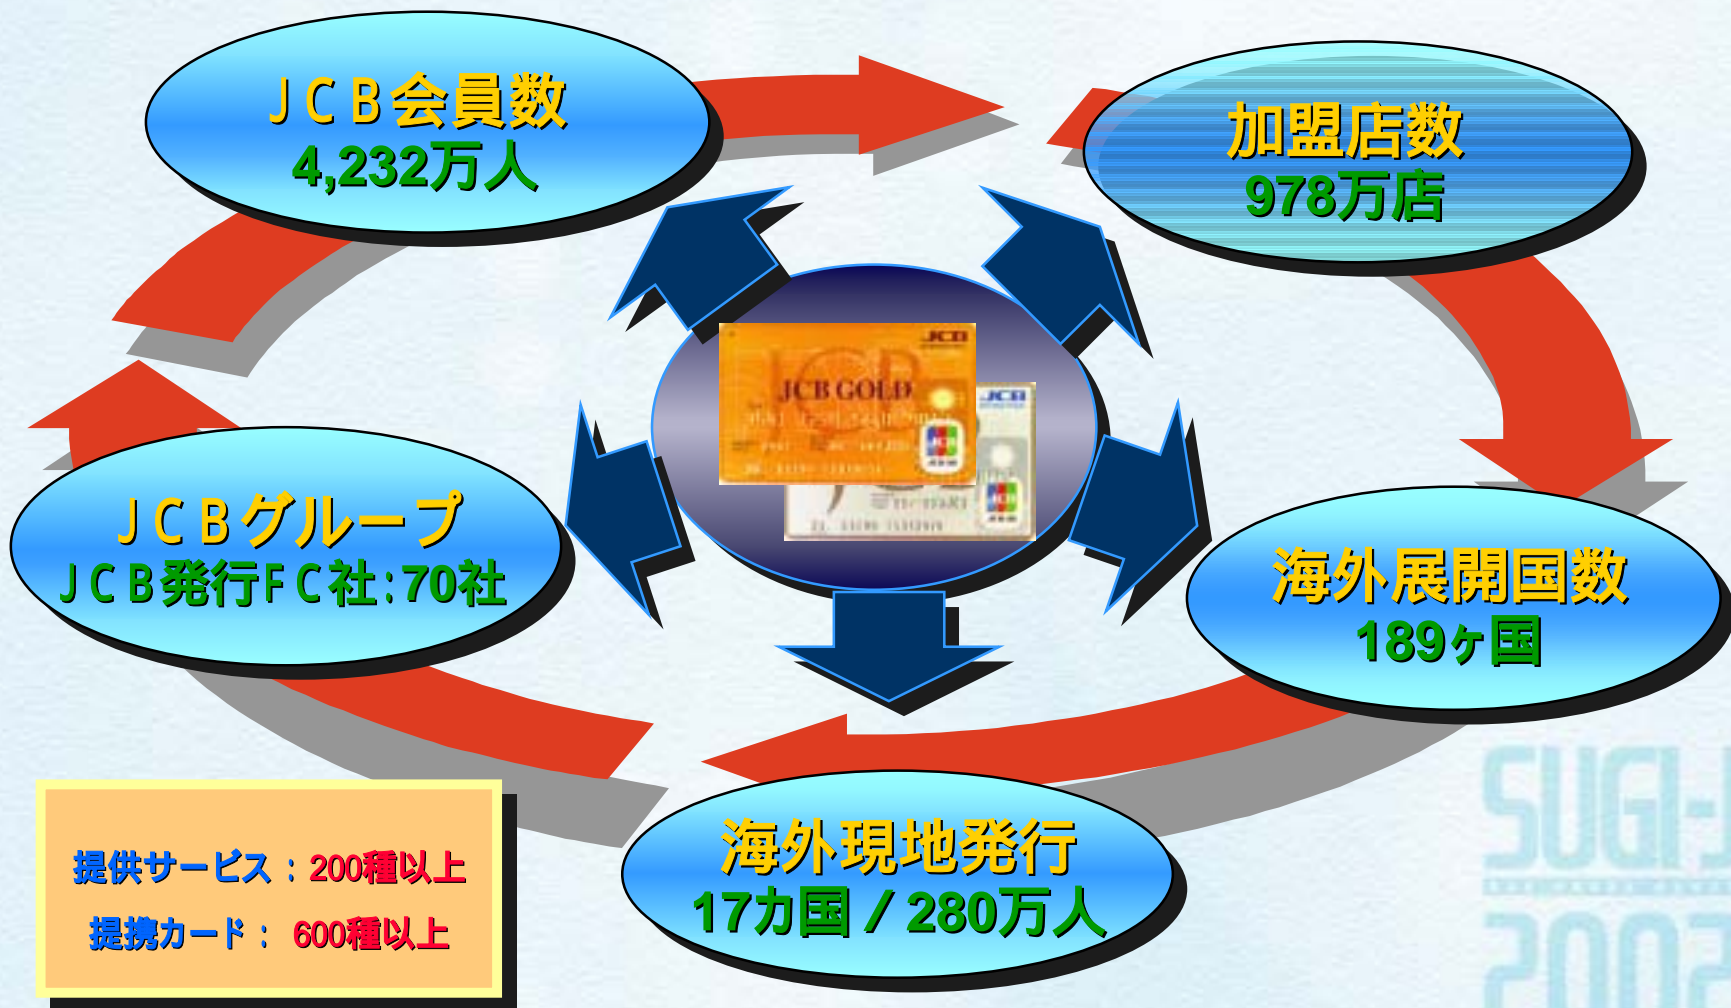 ＪＣＢ会員数
4,232万人
加盟店数
978万店
JCB
JCB GOLD
JCB
JCB
JCB
ＪＣＢグループ
ＪＣＢ発行ＦＣ社:70社
海外展開国数
189ヶ国
海外現地発行
17カ国／280万人
提供サービス：200種以上
提携カード： 600種以上
SUGI-J
2002